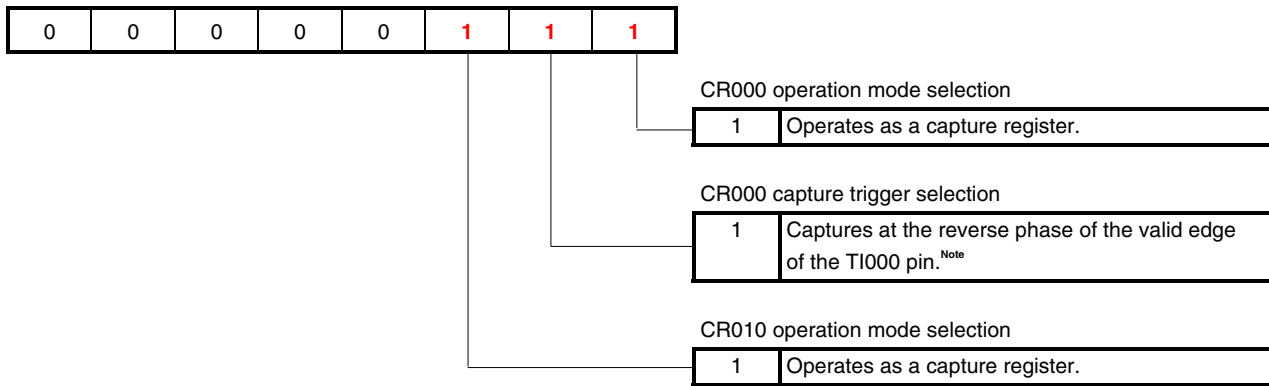 0 0 0 0 0 1 1 1
CR000 operation mode selection
1 Operates as a capture register.
CR000 capture trigger selection
1 Captures at the reverse phase of the valid edge
of the TI000 pin.Note
CR010 operation mode selection
1 Operates as a capture register.